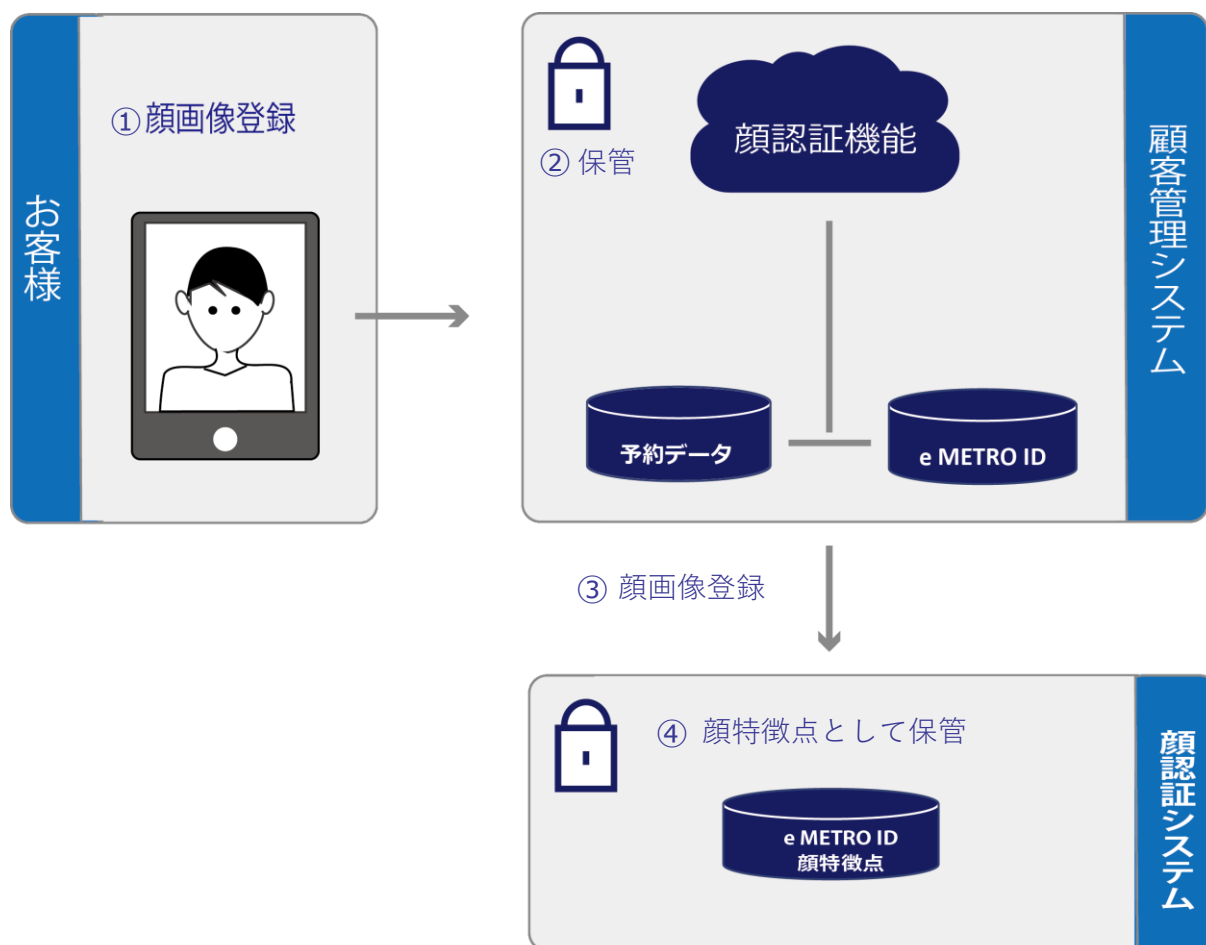 お客様
①顔画像登録
② 保管
顔認証機能
予約データ
e METRO ID
顧客管理システム
③ 顔画像登録
④ 顔特徴点として保管
e METRO ID
顔特徴点
顔認証システム